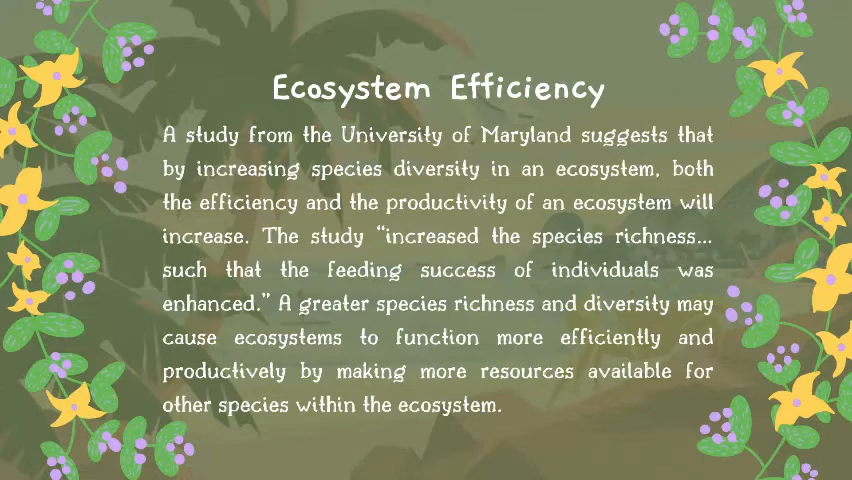 Ecosystem Efficiency
A study from the University of Maryland suggests that
by increasing species diversity in an ecosystem, both
the efficiency and the productivity of an ecosystem will
increase. The study “increased the species richness...
such that the feeding success of individuals was
enhanced.” A greater species richness and diversity may
cause ecosystems to function more efficiently and
productively by making more resources available for
other species within the ecosystem.